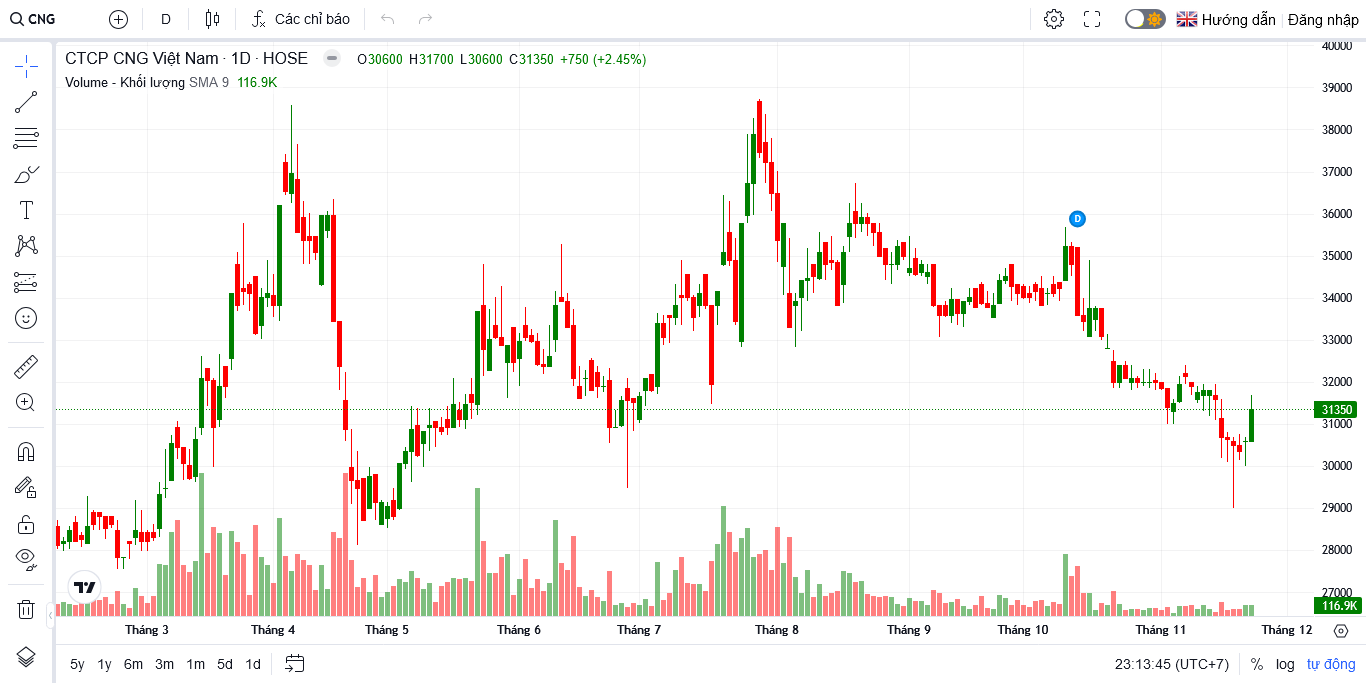 CNG D Các chỉ báo Hướng dẫn Đăng nhập
CTCP CNG Việt Nam · 1D · HOSE O30600 H31700 L30600 C31350 +750 (+2.45%)
Volume - Khối lượng SMA 9 116.9K
40000
39000
38000
37000
36000
D
35000
34000
33000
32000
31350
31000
30000
29000
28000
27000
116.9K
Tháng 3 Tháng 4 Tháng 5 Tháng 6 Tháng 7 Tháng 8 Tháng 9 Tháng 10 Tháng 11 Tháng 12
5y 1y 6m 3m 1m 5d 1d 23:13:45 (UTC+7) % log tự động